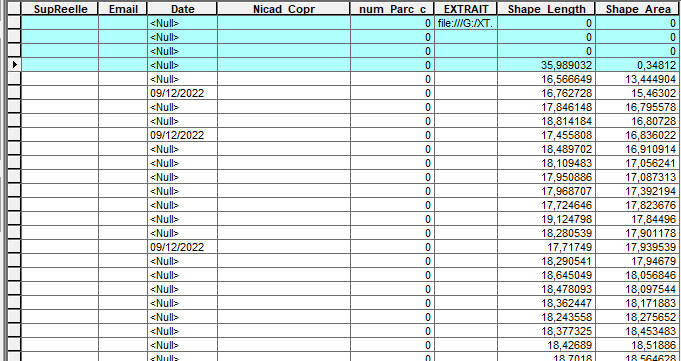 SupReelle Email Date Nicad_Copr num_Parc_c EXTRAIT Shape_Length Shape_Area
<Null> 0 file:///G:/XT. 0 0
<Null> 0 0 0
<Null> 0 0 0
<Null> 0 35,989032 0,34812
<Null> 0 16,566649 13,444904
09/12/2022 0 16,762728 15,46302
<Null> 0 17,846148 16,795578
<Null> 0 18,814184 16,80728
09/12/2022 0 17,455808 16,836022
<Null> 0 18,489702 16,910914
<Null> 0 18,109483 17,056241
<Null> 0 17,950886 17,087313
<Null> 0 17,968707 17,392194
<Null> 0 17,724646 17,823676
<Null> 0 19,124798 17,84496
<Null> 0 18,280539 17,901178
09/12/2022 0 17,71749 17,939539
<Null> 0 18,290541 17,94679
<Null> 0 18,645049 18,056846
<Null> 0 18,478093 18,097544
<Null> 0 18,362447 18,171883
<Null> 0 18,243558 18,275652
<Null> 0 18,377325 18,453483
<Null> 0 18,42689 18,51886
<Null> 0 18,7018 18,564628